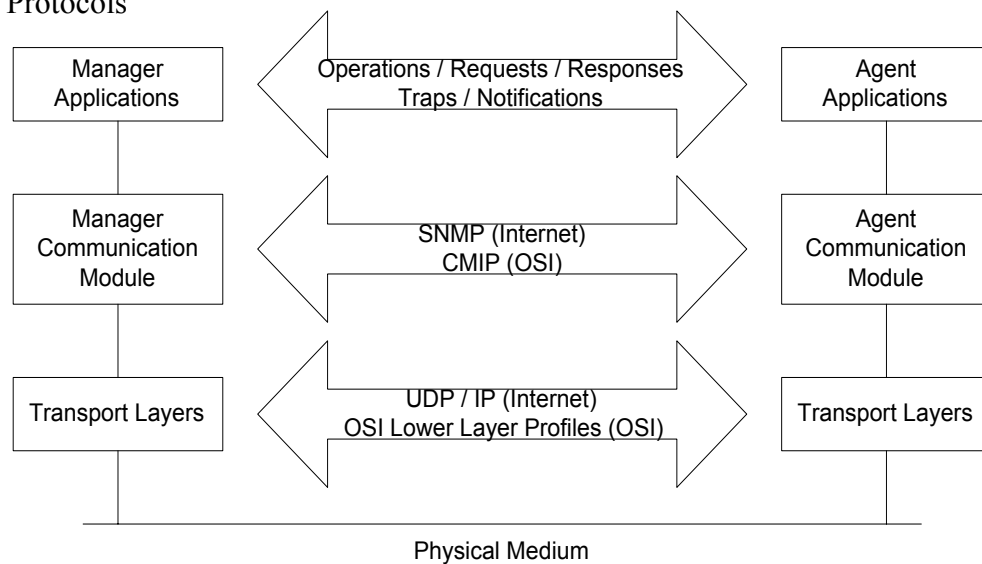 Protocols
Manager
Applications
Operations / Requests / Responses
Traps / Notifications
Agent
Applications
Manager
Communication
Module
SNMP (Internet)
CMIP (OSI)
Agent
Communication
Module
Transport Layers
UDP / IP (Internet)
OSI Lower Layer Profiles (OSI)
Transport Layers
Physical Medium